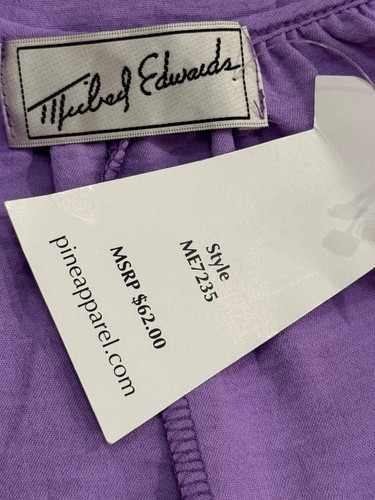 Michael Edwards
Style
ME7235
MSRP $62.00
pineapparel.com